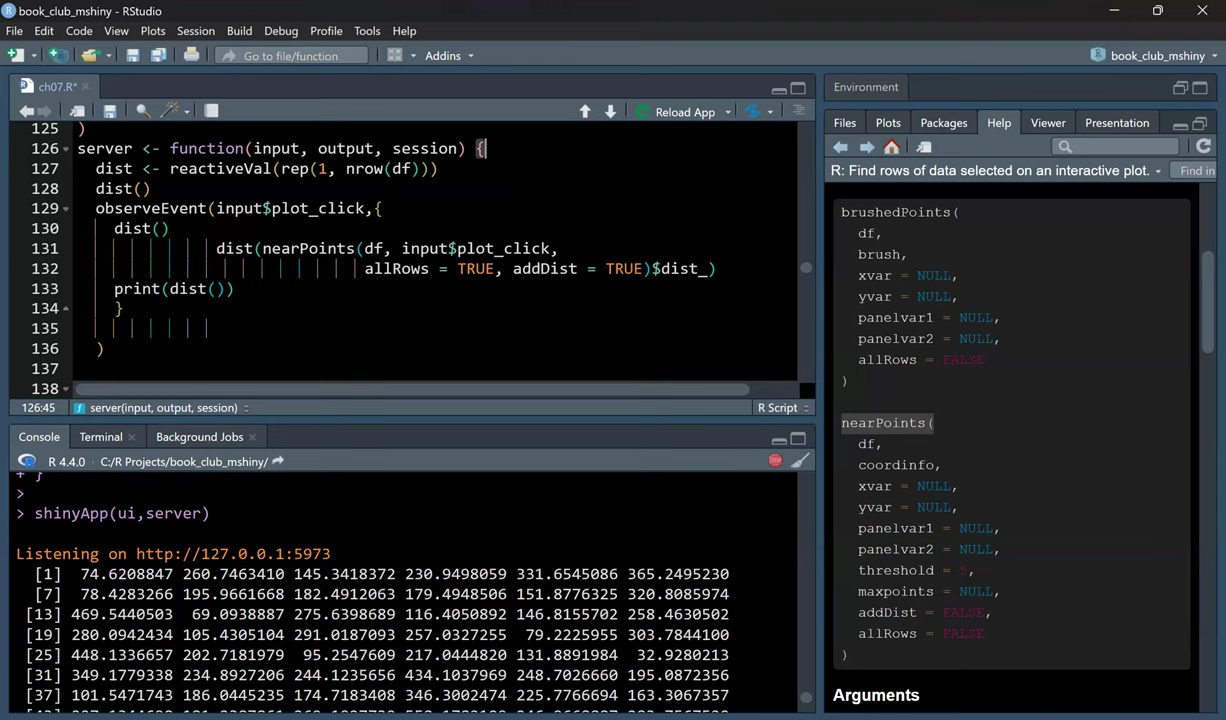 book_club_mshiny - RStudio
File Edit Code View Plots Session Build Debug Profile Tools Help
Go to file/function Addins book_club_mshiny
ch07.R*
Reload App
125 )
126 server <- function(input, output, session) {
127 dist <- reactiveVal(rep(1, nrow(df)))
128 dist()
129 observeEvent(input$plot_click,{
130 dist()
131 dist(nearPoints(df, input$plot_click,
132 allRows = TRUE, addDist = TRUE)$dist_)
133 print(dist())
134 }
135
136 )
137
138
126:45 server(input, output, session) R Script
Console Terminal Background Jobs
R 4.4.0 · C:/R Projects/book_club_mshiny/
+ }
>
> shinyApp(ui,server)
Listening on http://127.0.0.1:5973
[1] 74.6208847 260.7463410 145.3418372 230.9498059 331.6545086 365.2495230
[7] 78.4283266 195.9661668 182.4912063 179.4948506 151.8776325 320.8085974
[13] 469.5440503 69.0938887 275.6398689 116.4050892 146.8155702 258.4630502
[19] 280.0942434 105.4305104 291.0187093 257.0327255 79.2225955 303.7844100
[25] 448.1336657 202.7181979 95.2547609 217.0444820 131.8891984 32.9280213
[31] 349.1779338 234.8927206 244.1235656 434.1037969 248.7026660 195.0872356
[37] 101.5471743 186.0445235 174.7183408 346.3002474 225.7766694 163.3067357
Environment
Files Plots Packages Help Viewer Presentation
R: Find rows of data selected on an interactive plot. Find in
brushedPoints(
df,
brush,
xvar = NULL,
yvar = NULL,
panelvar1 = NULL,
panelvar2 = NULL,
allRows = FALSE
)
nearPoints(
df,
coordinfo,
xvar = NULL,
yvar = NULL,
panelvar1 = NULL,
panelvar2 = NULL,
threshold = 5,
maxpoints = NULL,
addDist = FALSE,
allRows = FALSE
)
Arguments